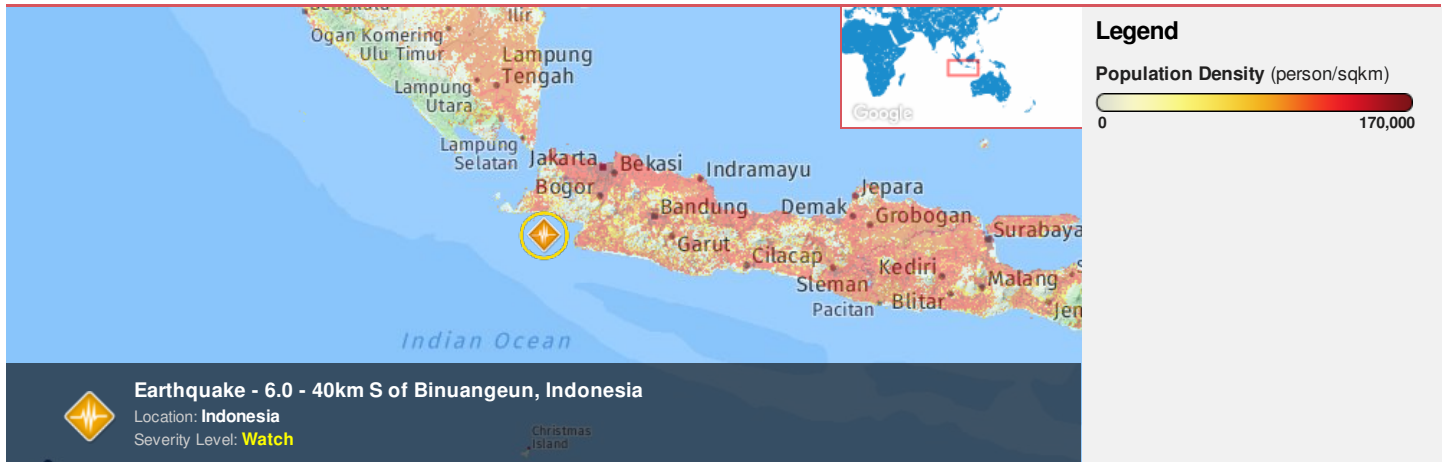 Bengkulu
Ilir
Ogan Komering
Ulu Timur
Lampung
Tengah
Lampung
Utara
Lampung
Selatan
Jakarta
Bekasi
Indramayu
Bogor
Bandung
Demak
Jepara
Grobogan
Surabaya
Garut
Cilacap
Kediri
Malang
Sleman
Pacitan
Blitar
Jen
Indian Ocean
Google
Legend
Population Density (person/sqkm)
0 170,000
Earthquake - 6.0 - 40km S of Binuangeun, Indonesia
Location: Indonesia
Severity Level: Watch
Christmas
Island